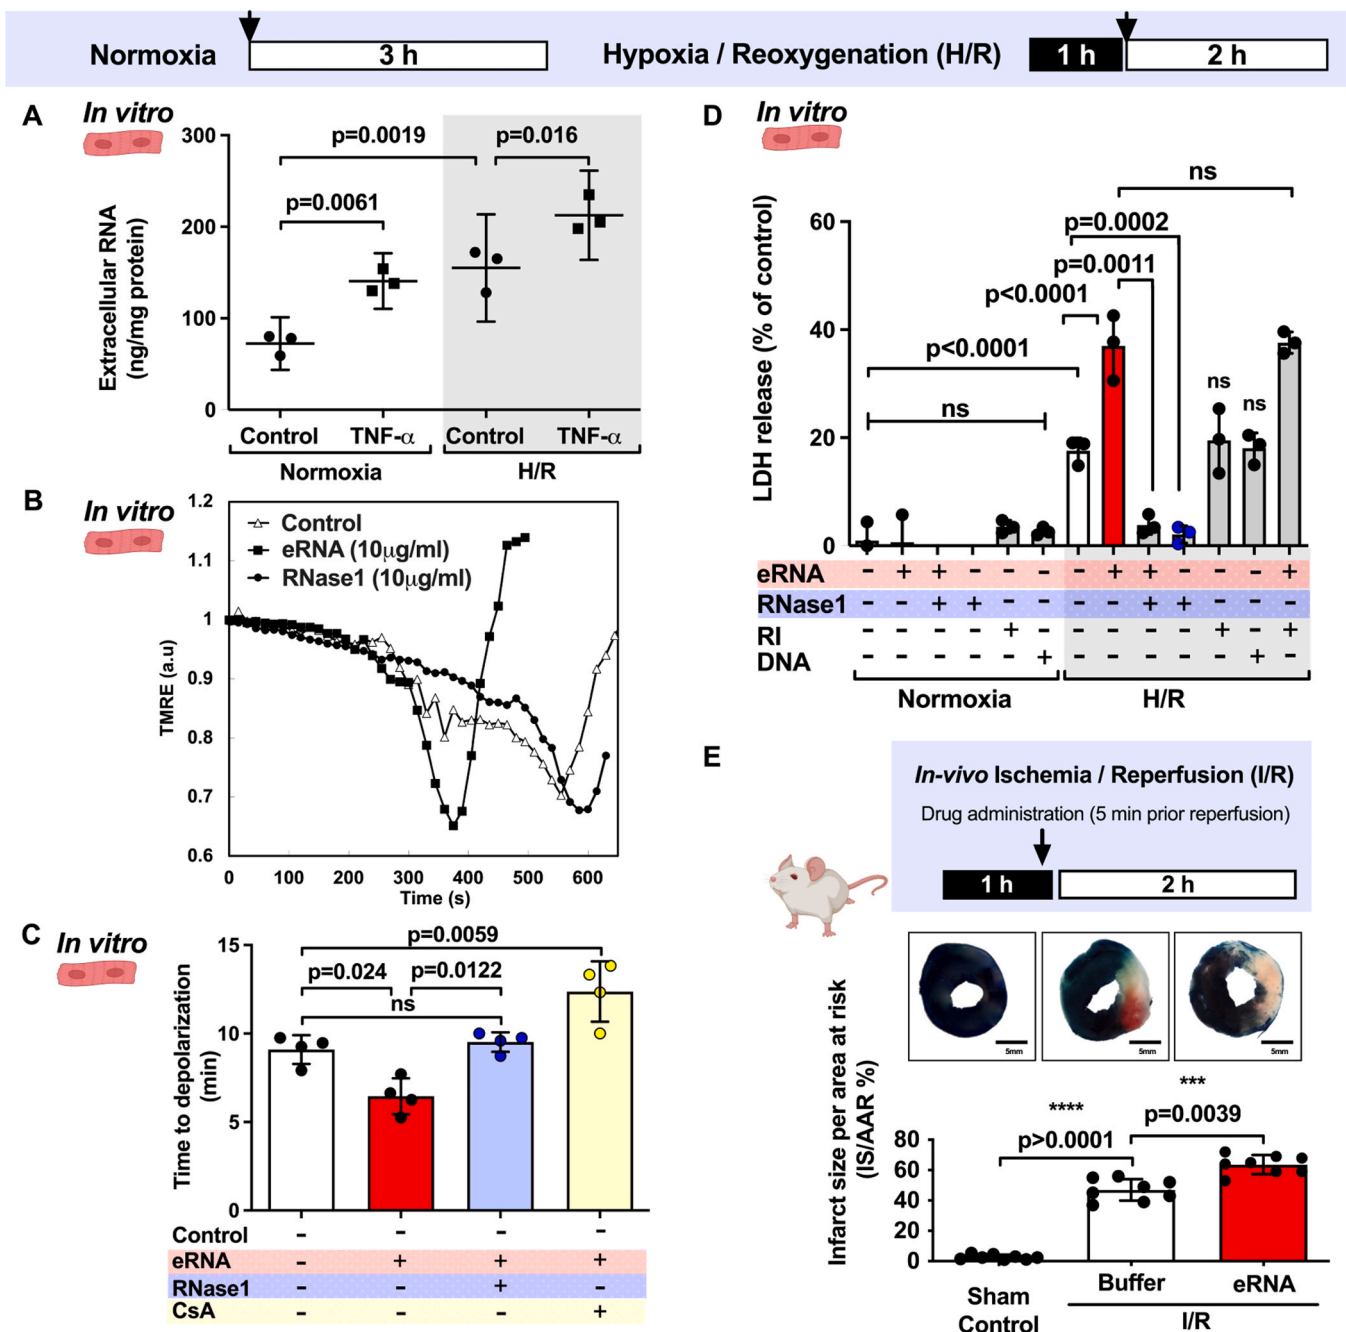 Normoxia
3 h
Hypoxia / Reoxygenation (H/R)
1 h
2 h
A
In vitro
Extracellular RNA
(ng/mg protein)
300
200
100
0
p=0.0019
p=0.016
p=0.0061
Control
TNF-α
Control
TNF-α
Normoxia
H/R
B
In vitro
TMRE (a.u)
1.2
1.1
1
0.9
0.8
0.7
0.6
Control
eRNA (10µg/ml)
RNase1 (10µg/ml)
0
100
200
300
400
500
600
Time (s)
C
In vitro
Time to depolarization
(min)
15
10
5
0
p=0.0059
p=0.024
p=0.0122
ns
Control - - - -
eRNA - + + +
RNase1 - - + -
CsA - - - +
D
In vitro
LDH release (% of control)
60
40
20
0
ns
p=0.0002
p=0.0011
p<0.0001
p<0.0001
ns
ns
ns
eRNA - + + - - - - + + - - - +
RNase1 - - + + - - - - + + - - -
RI - - - - + - - - - - + - +
DNA - - - - - + - - - - - + -
Normoxia
H/R
E
In-vivo Ischemia / Reperfusion (I/R)
Drug administration (5 min prior reperfusion)
1 h
2 h
5mm
5mm
5mm
Infarct size per area at risk
(IS/AAR %)
80
60
40
20
0
****
p>0.0001
***
p=0.0039
Sham
Control
Buffer
eRNA
I/R